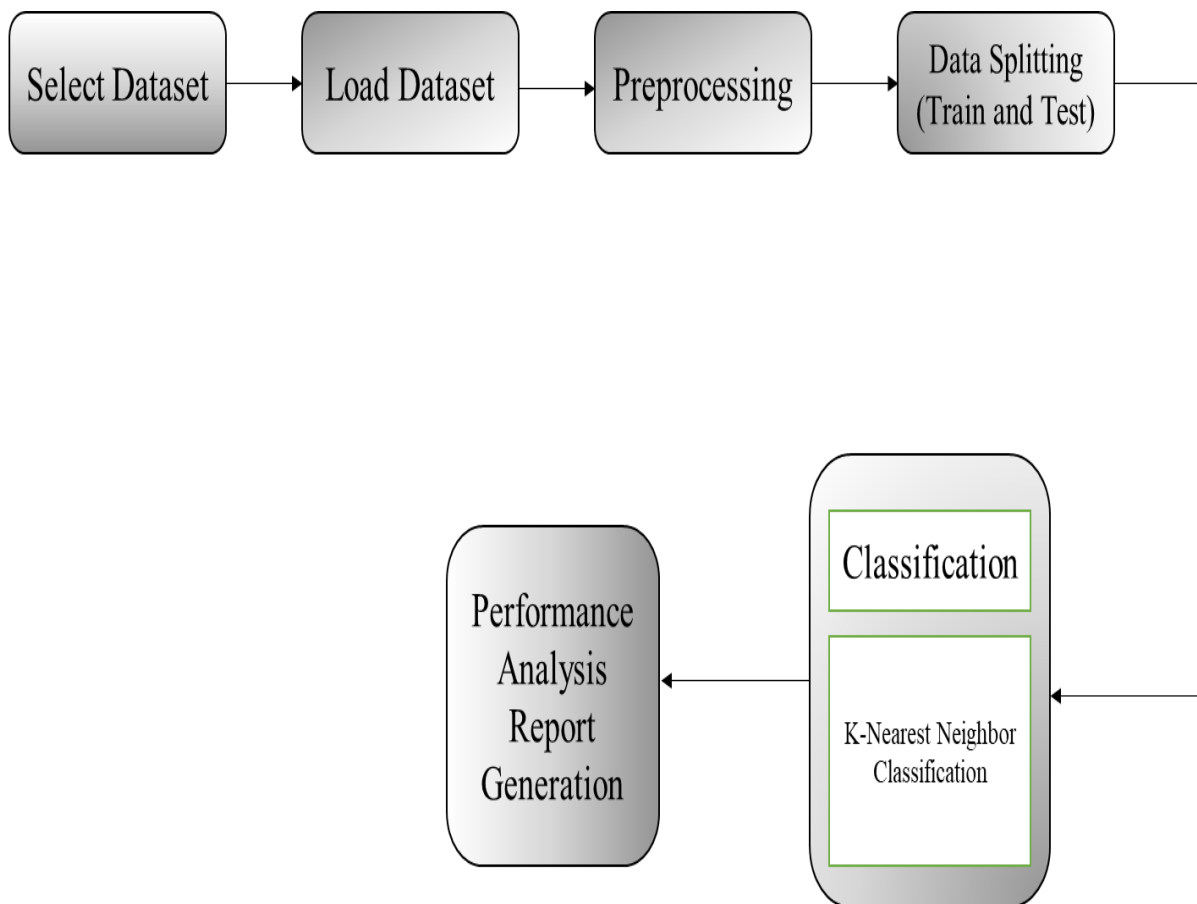 Select Dataset
Load Dataset
Preprocessing
Data Splitting
(Train and Test)
Classification
K-Nearest Neighbor
Classification
Performance
Analysis
Report
Generation